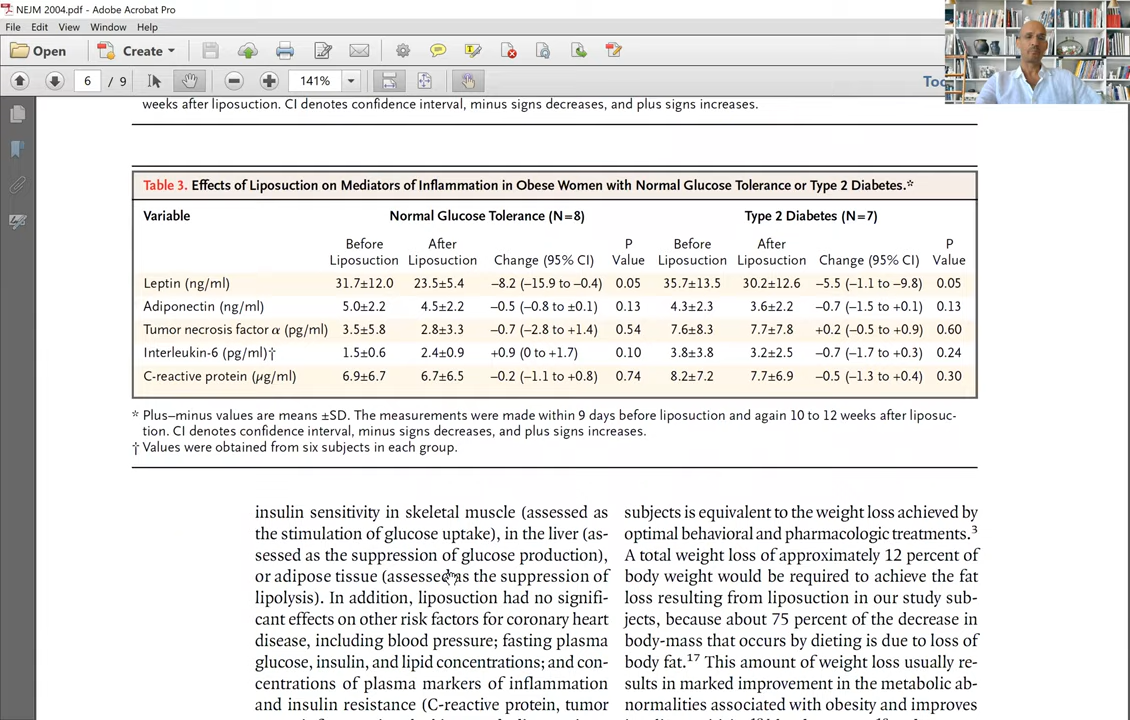 NEJM 2004.pdf - Adobe Acrobat Pro
File Edit View Window Help
Open Create
6 / 9 141%
weeks after liposuction. CI denotes confidence interval, minus signs decreases, and plus signs increases.
Table 3. Effects of Liposuction on Mediators of Inflammation in Obese Women with Normal Glucose Tolerance or Type 2 Diabetes.*
Variable Normal Glucose Tolerance (N=8) Type 2 Diabetes (N=7)
Before After P Before After P
Liposuction Liposuction Change (95% CI) Value Liposuction Liposuction Change (95% CI) Value
Leptin (ng/ml) 31.7±12.0 23.5±5.4 –8.2 (–15.9 to –0.4) 0.05 35.7±13.5 30.2±12.6 –5.5 (–1.1 to –9.8) 0.05
Adiponectin (ng/ml) 5.0±2.2 4.5±2.2 –0.5 (–0.8 to ±0.1) 0.13 4.3±2.3 3.6±2.2 –0.7 (–1.5 to +0.1) 0.13
Tumor necrosis factor α (pg/ml) 3.5±5.8 2.8±3.3 –0.7 (–2.8 to +1.4) 0.54 7.6±8.3 7.7±7.8 +0.2 (–0.5 to +0.9) 0.60
Interleukin-6 (pg/ml)† 1.5±0.6 2.4±0.9 +0.9 (0 to +1.7) 0.10 3.8±3.8 3.2±2.5 –0.7 (–1.7 to +0.3) 0.24
C-reactive protein (µg/ml) 6.9±6.7 6.7±6.5 –0.2 (–1.1 to +0.8) 0.74 8.2±7.2 7.7±6.9 –0.5 (–1.3 to +0.4) 0.30
* Plus–minus values are means ±SD. The measurements were made within 9 days before liposuction and again 10 to 12 weeks after liposuc-
tion. CI denotes confidence interval, minus signs decreases, and plus signs increases.
† Values were obtained from six subjects in each group.
insulin sensitivity in skeletal muscle (assessed as
the stimulation of glucose uptake), in the liver (as-
sessed as the suppression of glucose production),
or adipose tissue (assessed as the suppression of
lipolysis). In addition, liposuction had no signifi-
cant effects on other risk factors for coronary heart
disease, including blood pressure; fasting plasma
glucose, insulin, and lipid concentrations; and con-
centrations of plasma markers of inflammation
and insulin resistance (C-reactive protein, tumor
subjects is equivalent to the weight loss achieved by
optimal behavioral and pharmacologic treatments.3
A total weight loss of approximately 12 percent of
body weight would be required to achieve the fat
loss resulting from liposuction in our study sub-
jects, because about 75 percent of the decrease in
body-mass that occurs by dieting is due to loss of
body fat.17 This amount of weight loss usually re-
sults in marked improvement in the metabolic ab-
normalities associated with obesity and improves